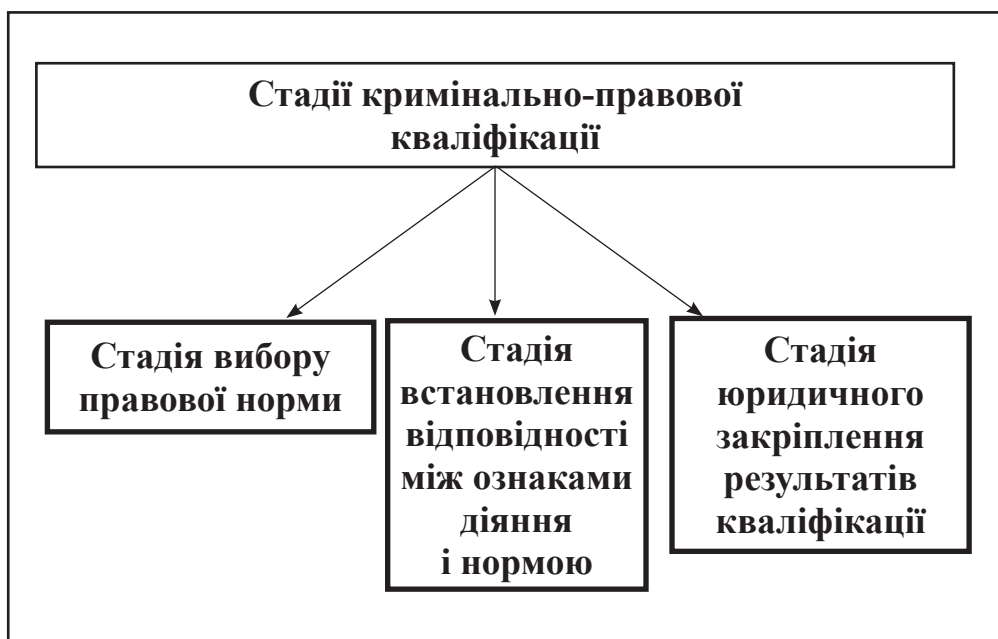 Стадії кримінально-правової
кваліфікації
Стадія вибору
правової норми
Стадія
встановлення
відповідності
між ознаками
діяння
і нормою
Стадія
юридичного
закріплення
результатів
кваліфікації